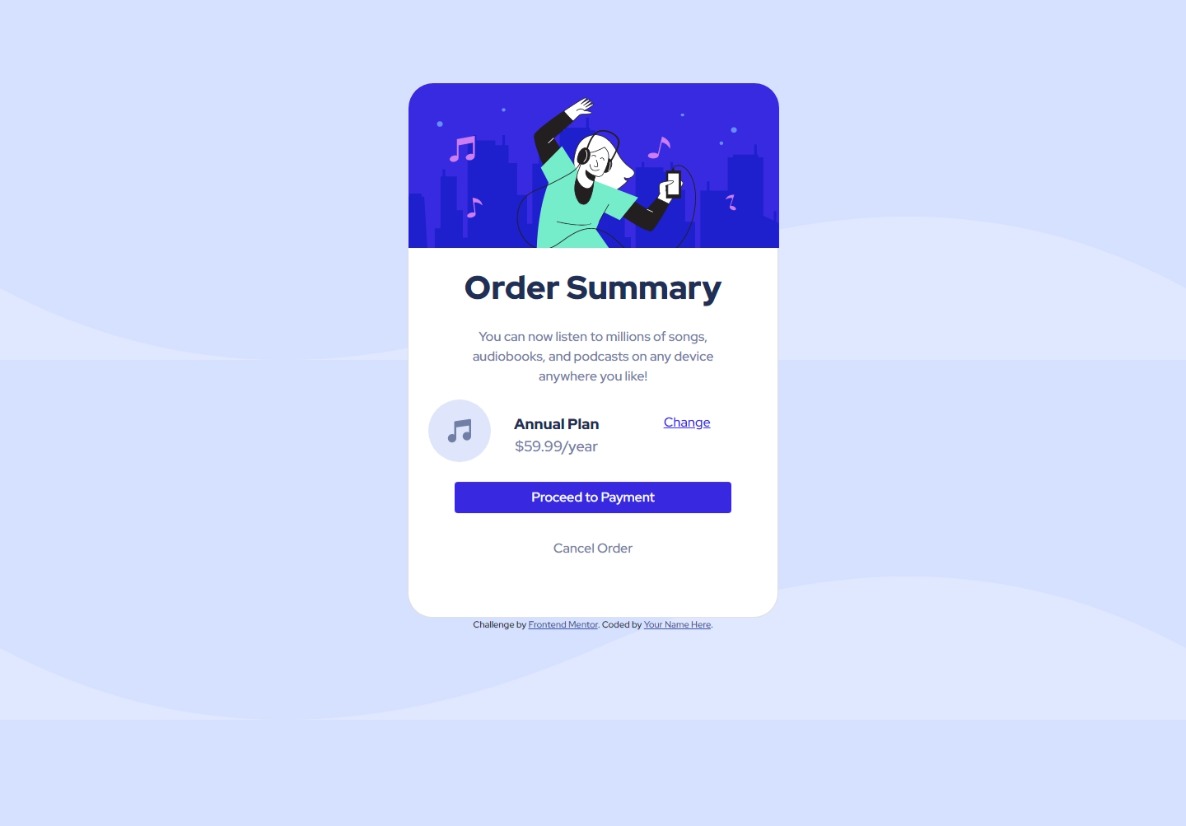 Order Summary
You can now listen to millions of songs,
audiobooks, and podcasts on any device
anywhere you like!
Annual Plan
Change
$59.99/year
Proceed to Payment
Cancel Order
Challenge by Frontend Mentor. Coded by Your Name Here.